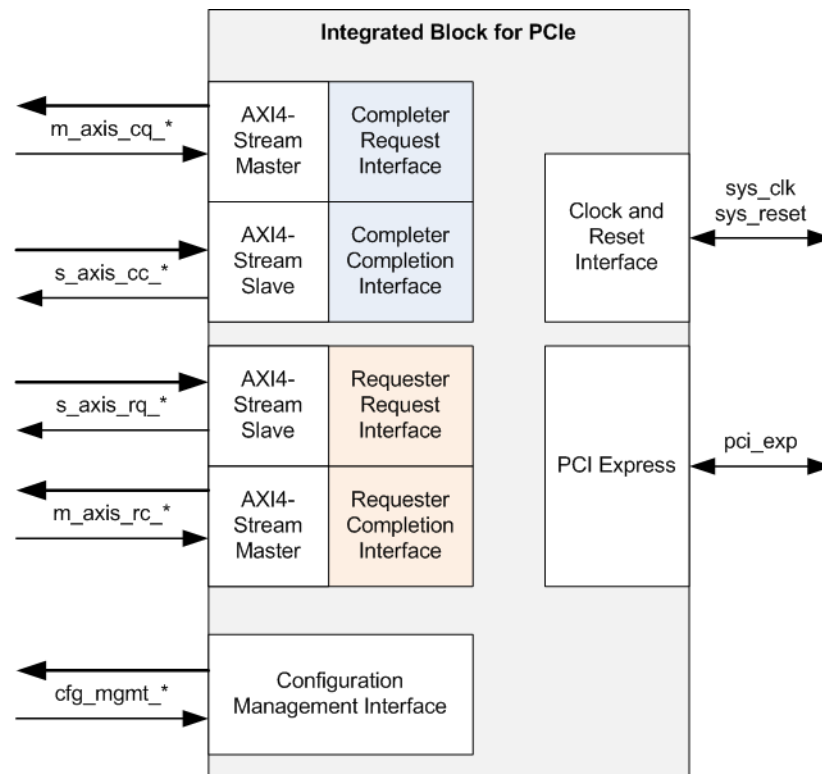 Integrated Block for PCIe
m_axis_cq_*
AXI4-
Stream
Master
Completer
Request
Interface
s_axis_cc_*
AXI4-
Stream
Slave
Completer
Completion
Interface
Clock and
Reset
Interface
sys_clk
sys_reset
s_axis_rq_*
AXI4-
Stream
Slave
Requester
Request
Interface
m_axis_rc_*
AXI4-
Stream
Master
Requester
Completion
Interface
PCI Express
pci_exp
cfg_mgmt_*
Configuration
Management Interface